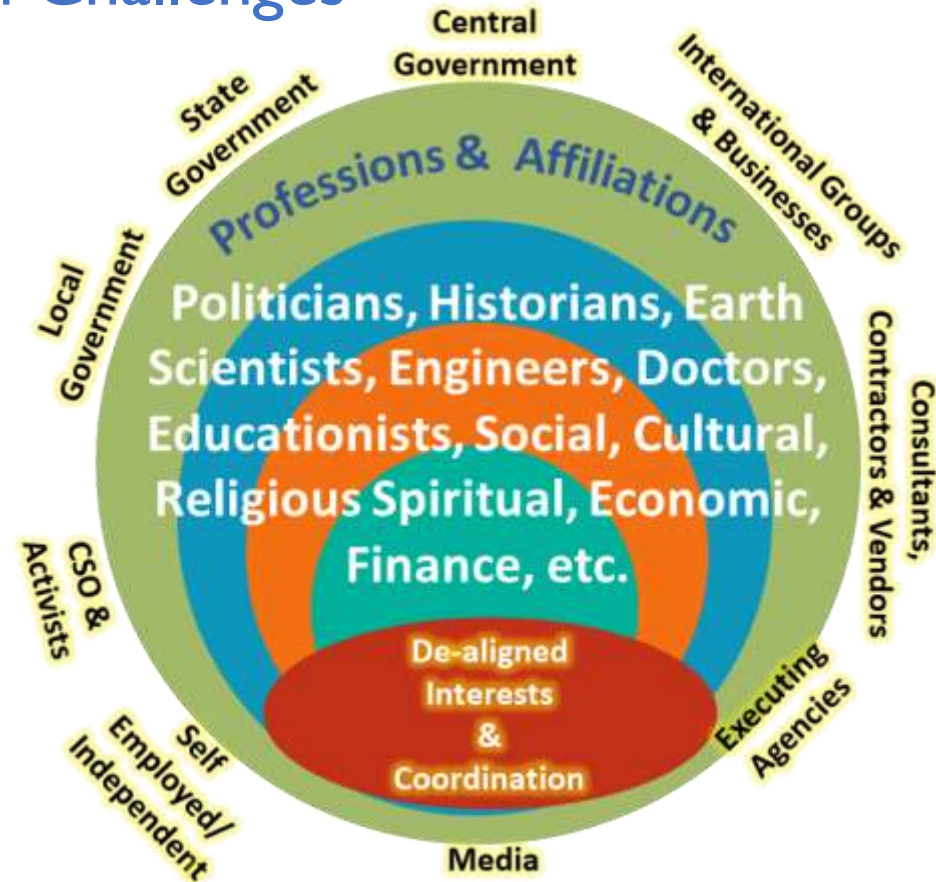 Challenges
Central
Government
State
Government
International Groups
& Businesses
Local
Government
Professions & Affiliations
Politicians, Historians, Earth
Scientists, Engineers, Doctors,
Educationists, Social, Cultural,
Religious Spiritual, Economic,
Finance, etc.
Consultants,
Contractors & Vendors
CSO &
Activists
De-aligned
Interests
&
Coordination
Executing
Agencies
Self
Employed/
Independent
Media